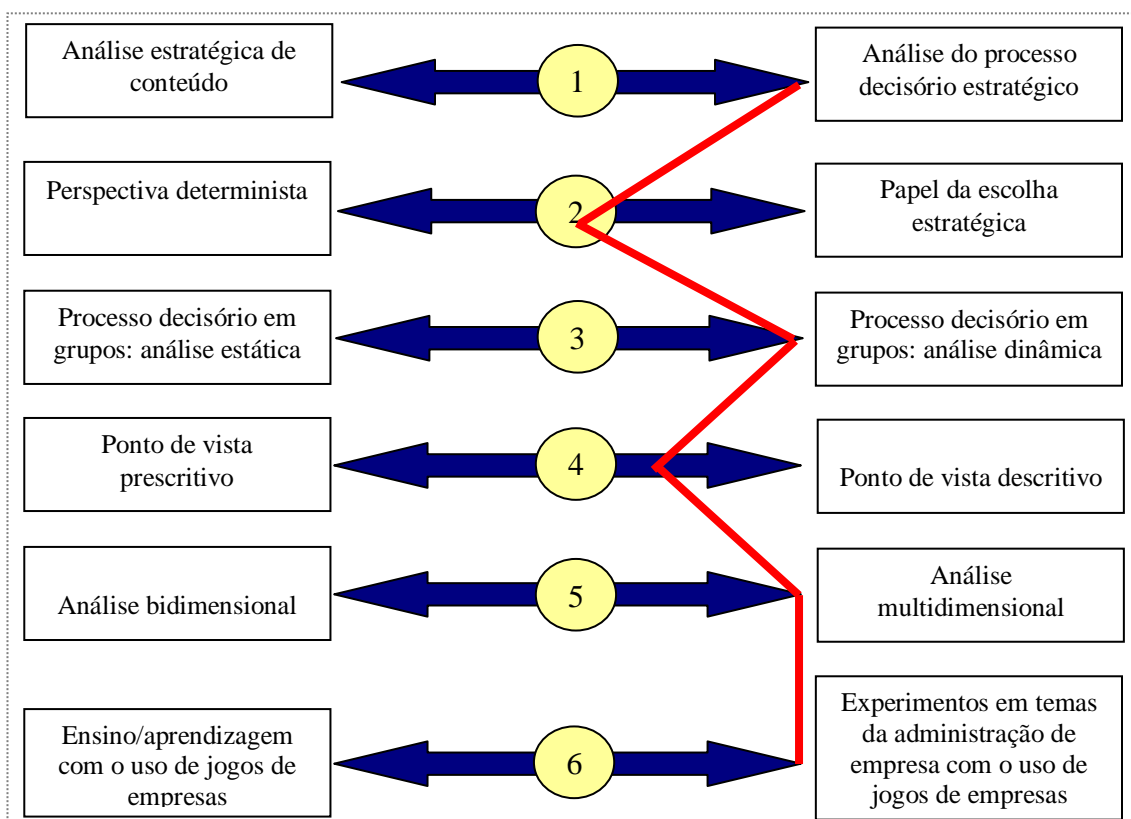 Análise estratégica de
conteúdo
1
Análise do processo
decisório estratégico
Perspectiva determinista
2
Papel da escolha
estratégica
Processo decisório em
grupos: análise estática
3
Processo decisório em
grupos: análise dinâmica
Ponto de vista
prescritivo
4
Ponto de vista descritivo
Análise bidimensional
5
Análise
multidimensional
Ensino/aprendizagem
com o uso de jogos de
empresas
6
Experimentos em temas
da administração de
empresa com o uso de
jogos de empresas